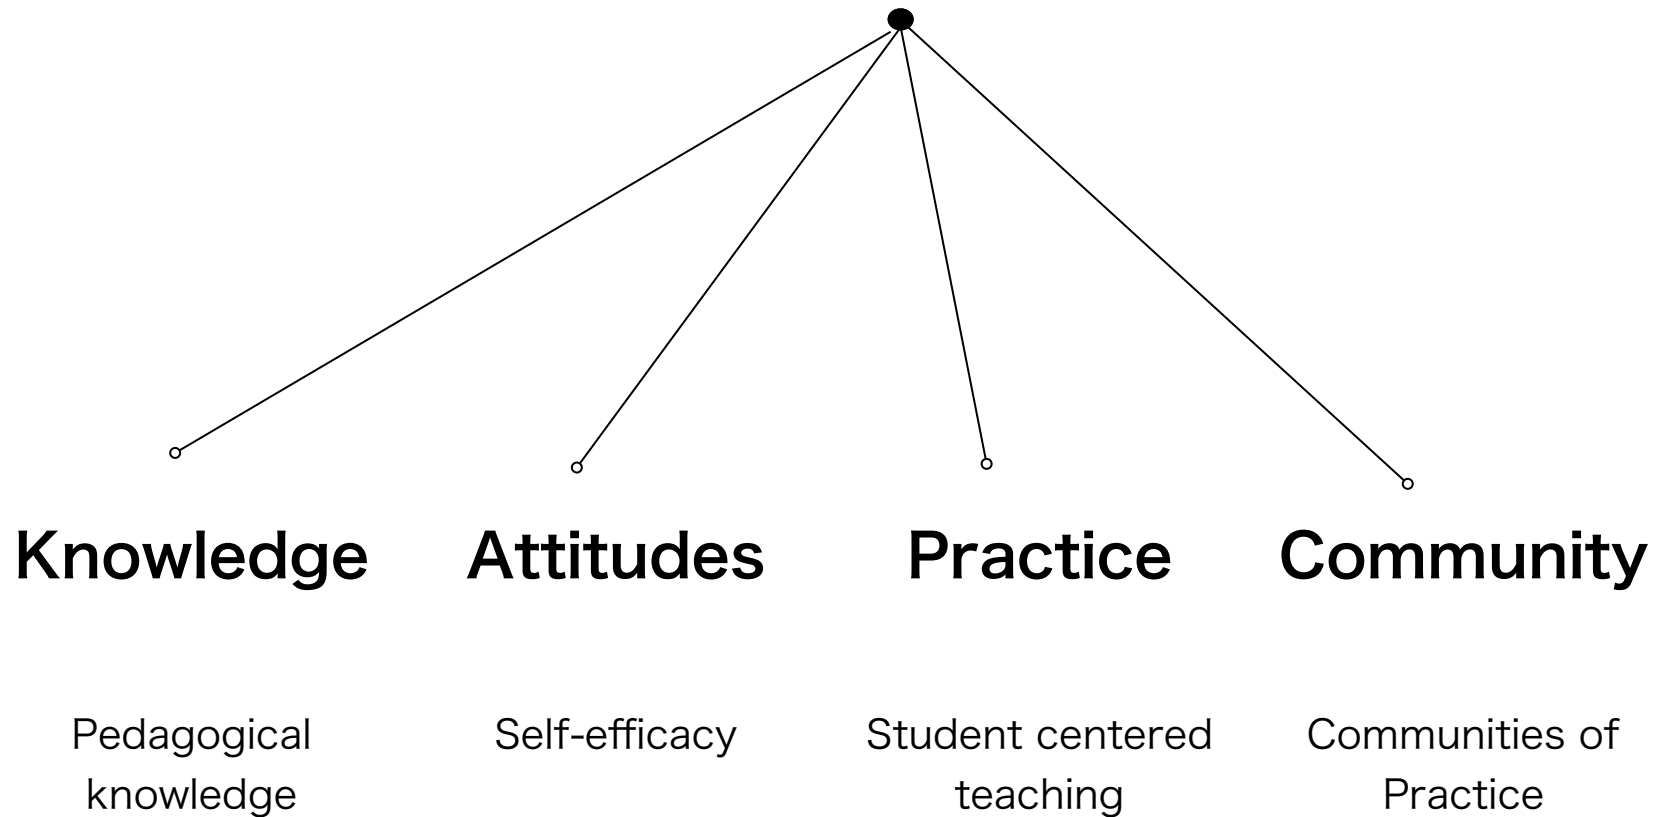 Knowledge Attitudes Practice Community
Pedagogical knowledge
Self-efficacy
Student centered teaching
Communities of Practice